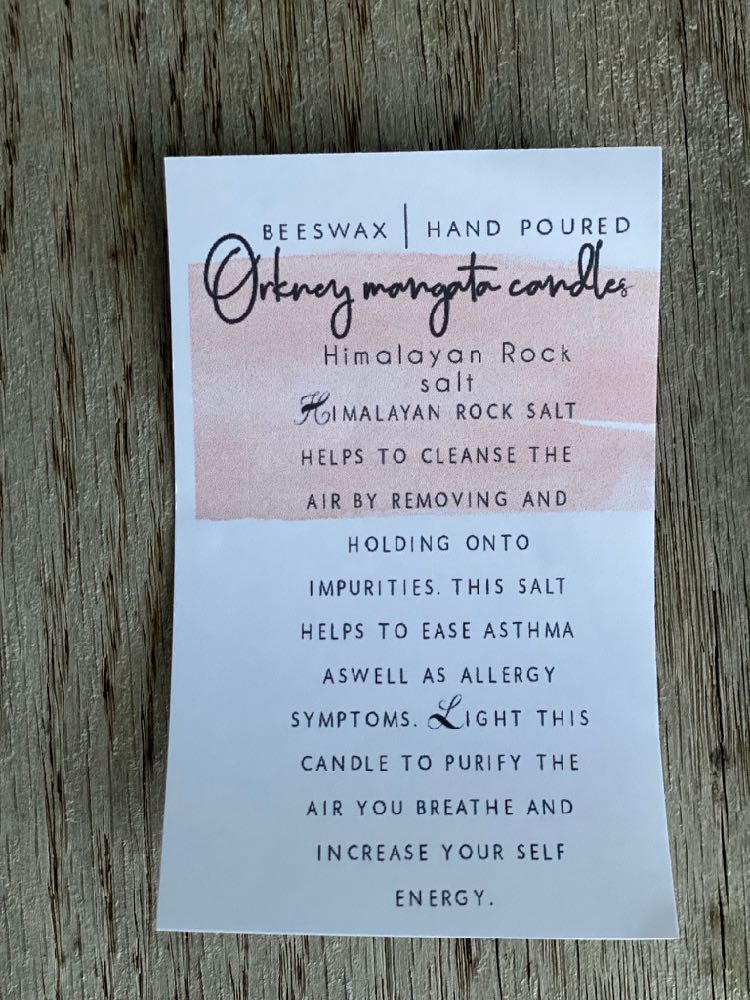 BEESWAX | HAND POURED
Orkney mangata candles
Himalayan Rock
salt
HIMALAYAN ROCK SALT
HELPS TO CLEANSE THE
AIR BY REMOVING AND
HOLDING ONTO
IMPURITIES. THIS SALT
HELPS TO EASE ASTHMA
ASWELL AS ALLERGY
SYMPTOMS. LIGHT THIS
CANDLE TO PURIFY THE
AIR YOU BREATHE AND
INCREASE YOUR SELF
ENERGY.